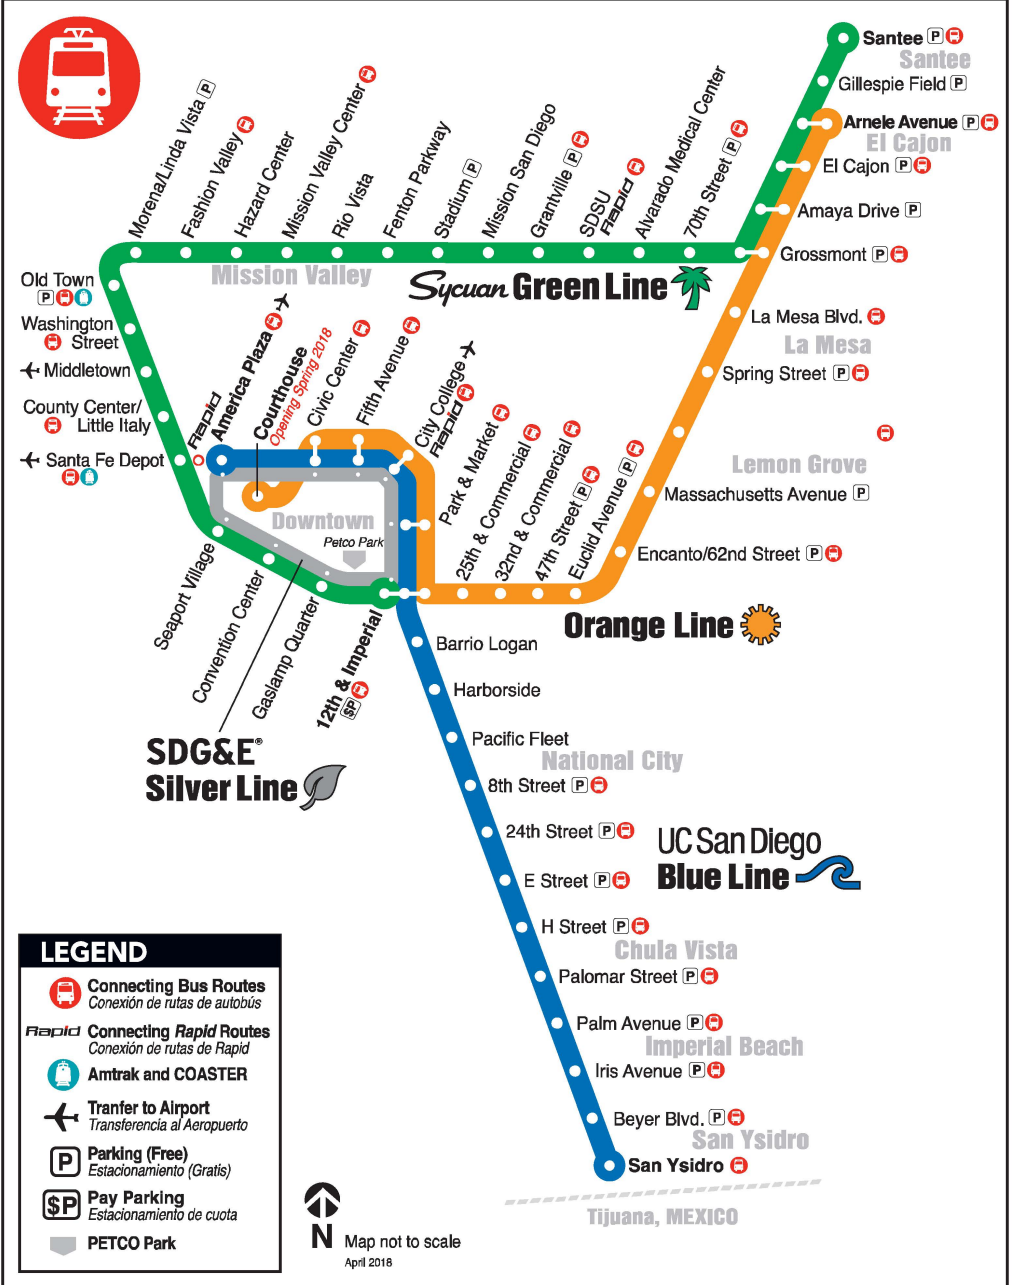 Santee P
Santee
Gillespie Field P
Arnele Avenue P
El Cajon
El Cajon P
Amaya Drive P
Grossmont P
La Mesa Blvd.
La Mesa
Spring Street P
Lemon Grove
Massachusetts Avenue P
Encanto/62nd Street P
Morena/Linda Vista P
Fashion Valley
Hazard Center
Mission Valley Center
Rio Vista
Fenton Parkway
Stadium P
Mission San Diego
Grantville P
SDSU
Rapid
Alvarado Medical Center
70th Street P
Mission Valley
Sycuan Green Line
Old Town
P
Washington
Street
Middletown
County Center/
Little Italy
Santa Fe Depot
Rapid
America Plaza
Courthouse
Opening Spring 2018
Civic Center
Fifth Avenue
City College
Rapid
Park & Market
25th & Commercial
32nd & Commercial
47th Street P
Euclid Avenue P
Downtown
Petco Park
Seaport Village
Convention Center
Gaslamp Quarter
12th & Imperial
$P
Orange Line
SDG&E®
Silver Line
Barrio Logan
Harborside
Pacific Fleet
National City
8th Street P
24th Street P
UC San Diego
Blue Line
E Street P
H Street P
Chula Vista
Palomar Street P
Palm Avenue P
Imperial Beach
Iris Avenue P
Beyer Blvd. P
San Ysidro
San Ysidro
Tijuana, MEXICO
LEGEND
Connecting Bus Routes
Conexión de rutas de autobús
Rapid Connecting Rapid Routes
Conexión de rutas de Rapid
Amtrak and COASTER
Tranfer to Airport
Transferencia al Aeropuerto
P Parking (Free)
Estacionamiento (Gratis)
$P Pay Parking
Estacionamiento de cuota
PETCO Park
N Map not to scale
April 2018